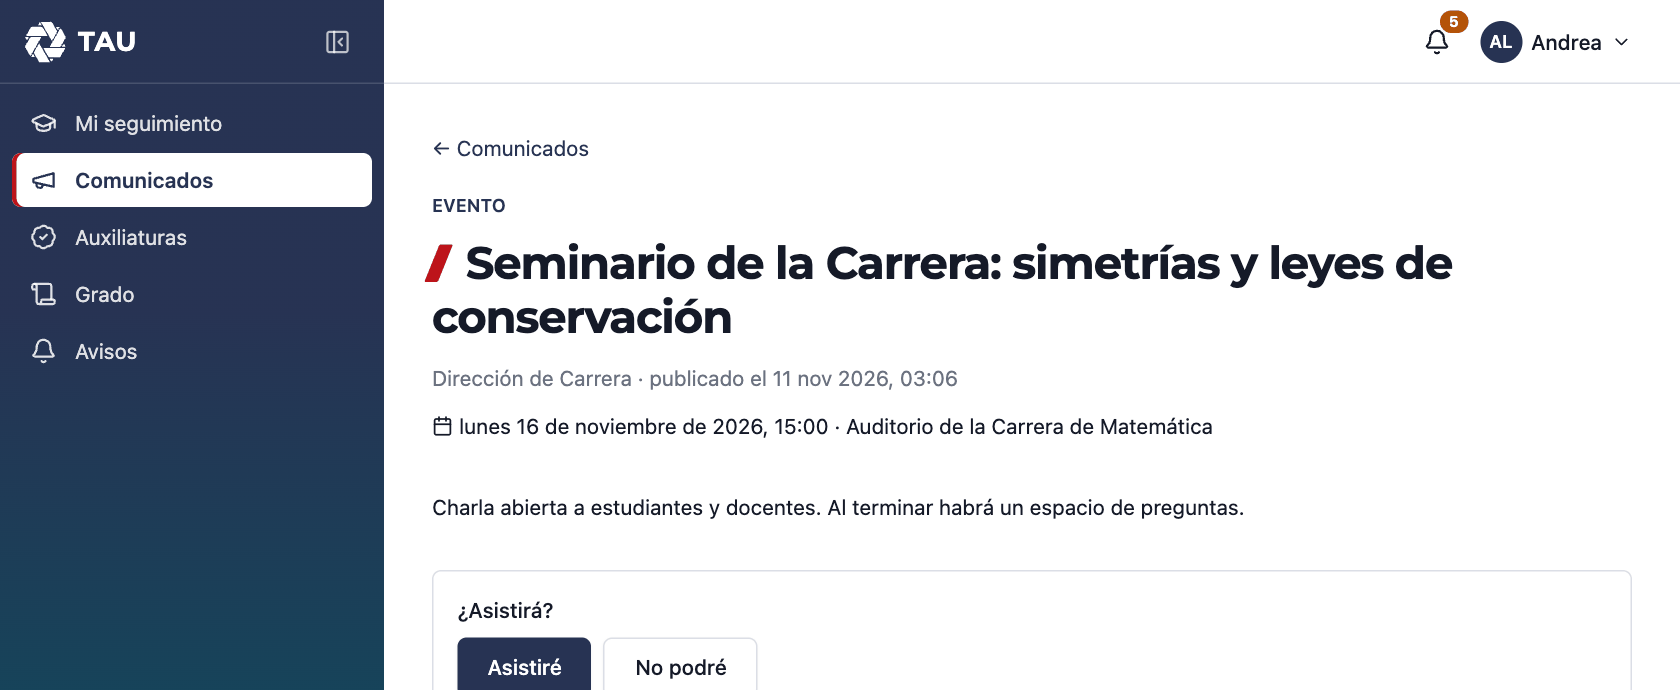 TAU
5
AL
Andrea
Mi seguimiento
Comunicados
Auxiliaturas
Grado
Avisos
← Comunicados
EVENTO
Seminario de la Carrera: simetrías y leyes de
conservación
Dirección de Carrera · publicado el 11 nov 2026, 03:06
lunes 16 de noviembre de 2026, 15:00 · Auditorio de la Carrera de Matemática
Charla abierta a estudiantes y docentes. Al terminar habrá un espacio de preguntas.
¿Asistirá?
Asistiré
No podré